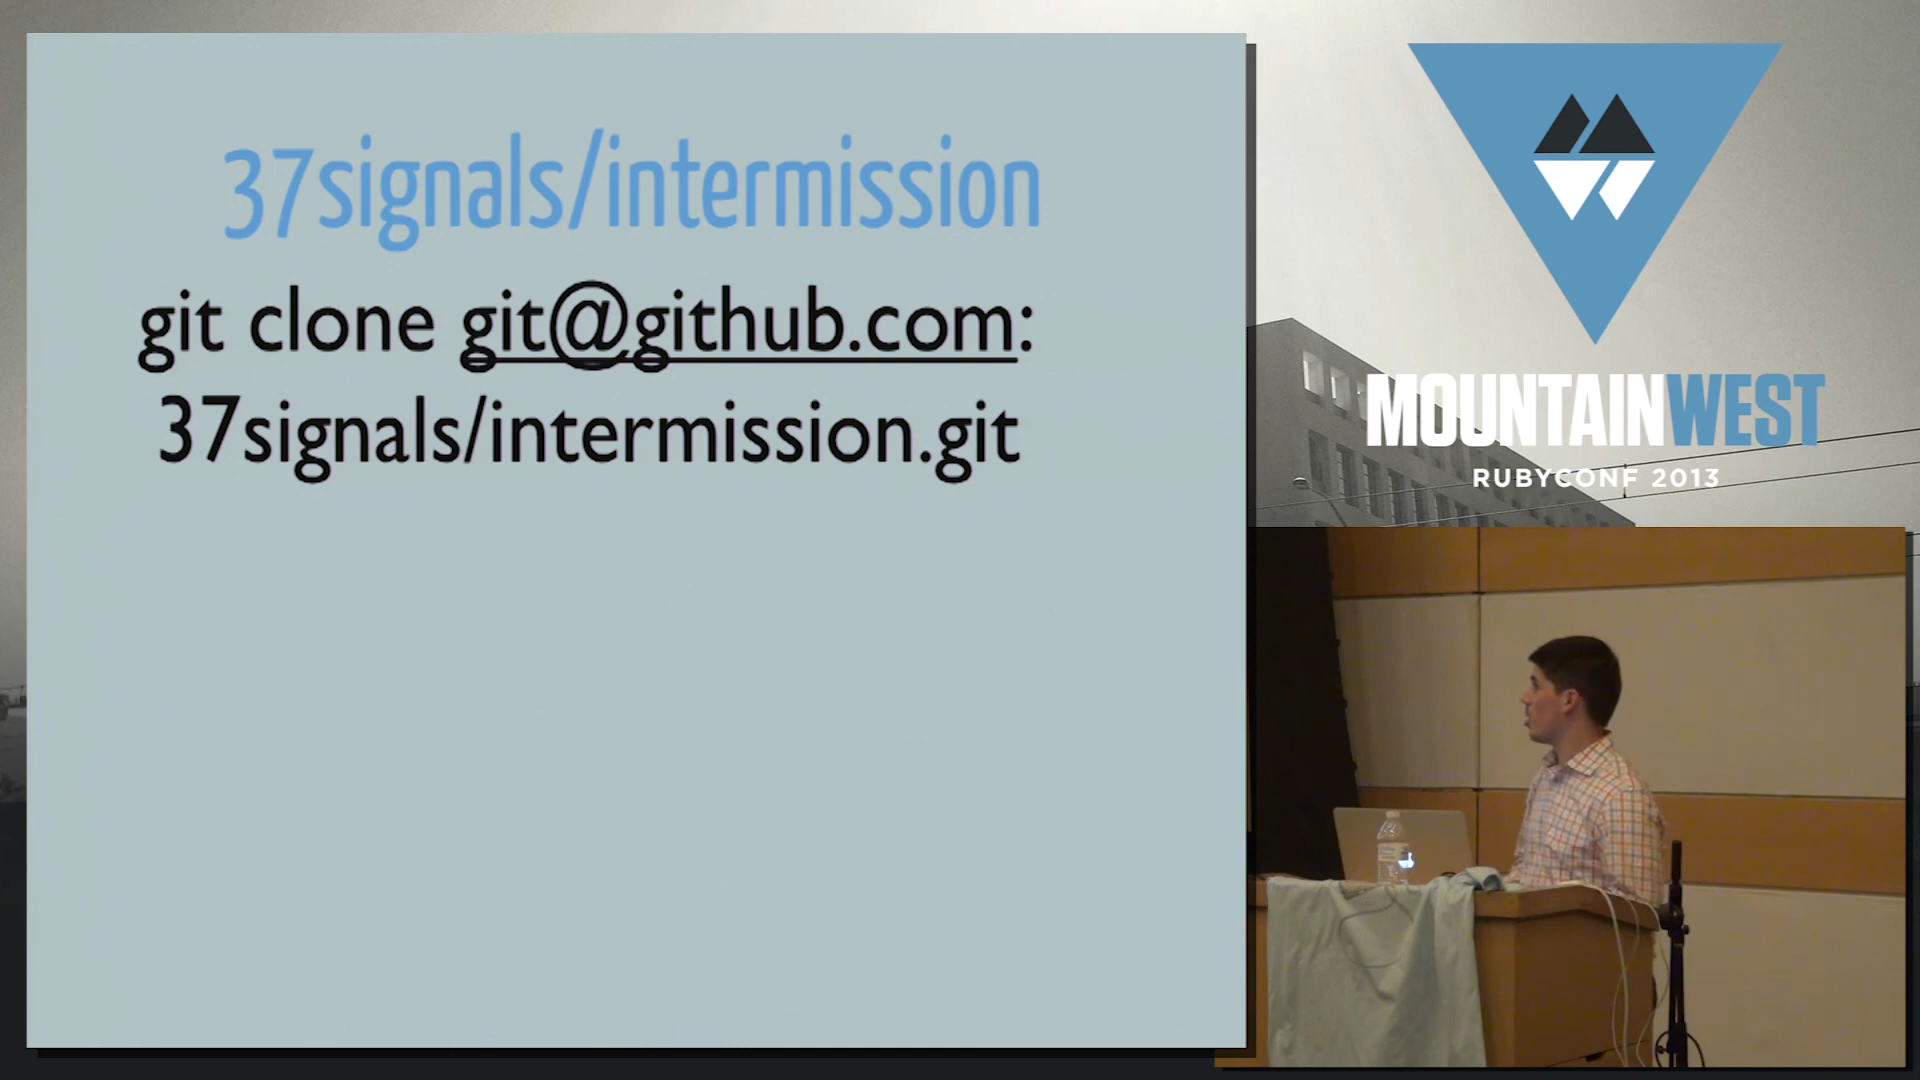 37signals/intermission
git clone git@github.com:
37signals/intermission.git
MOUNTAINWEST
RUBYCONF 2013